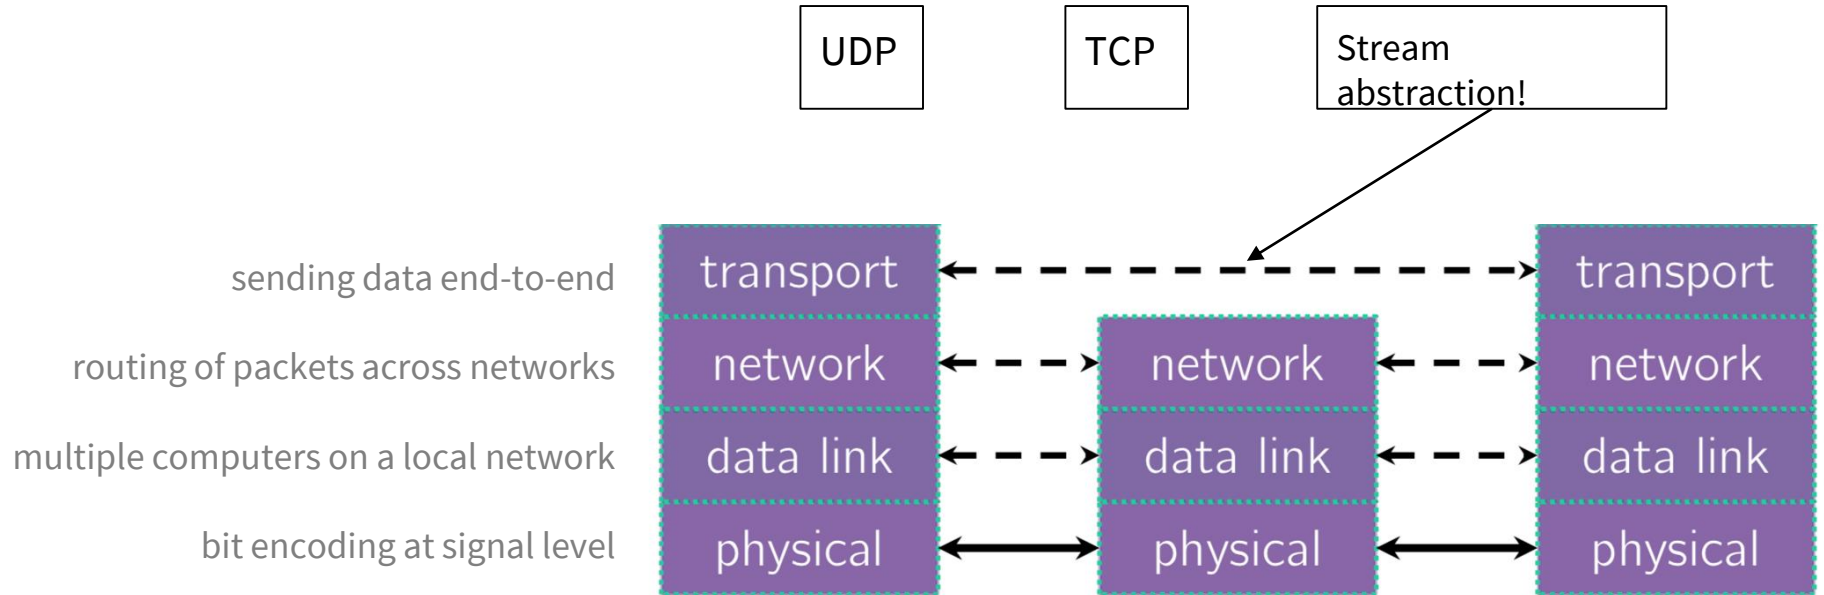 UDP
TCP
Stream
abstraction!
sending data end-to-end
transport
transport
routing of packets across networks
network
network
network
multiple computers on a local network
data link
data link
data link
bit encoding at signal level
physical
physical
physical